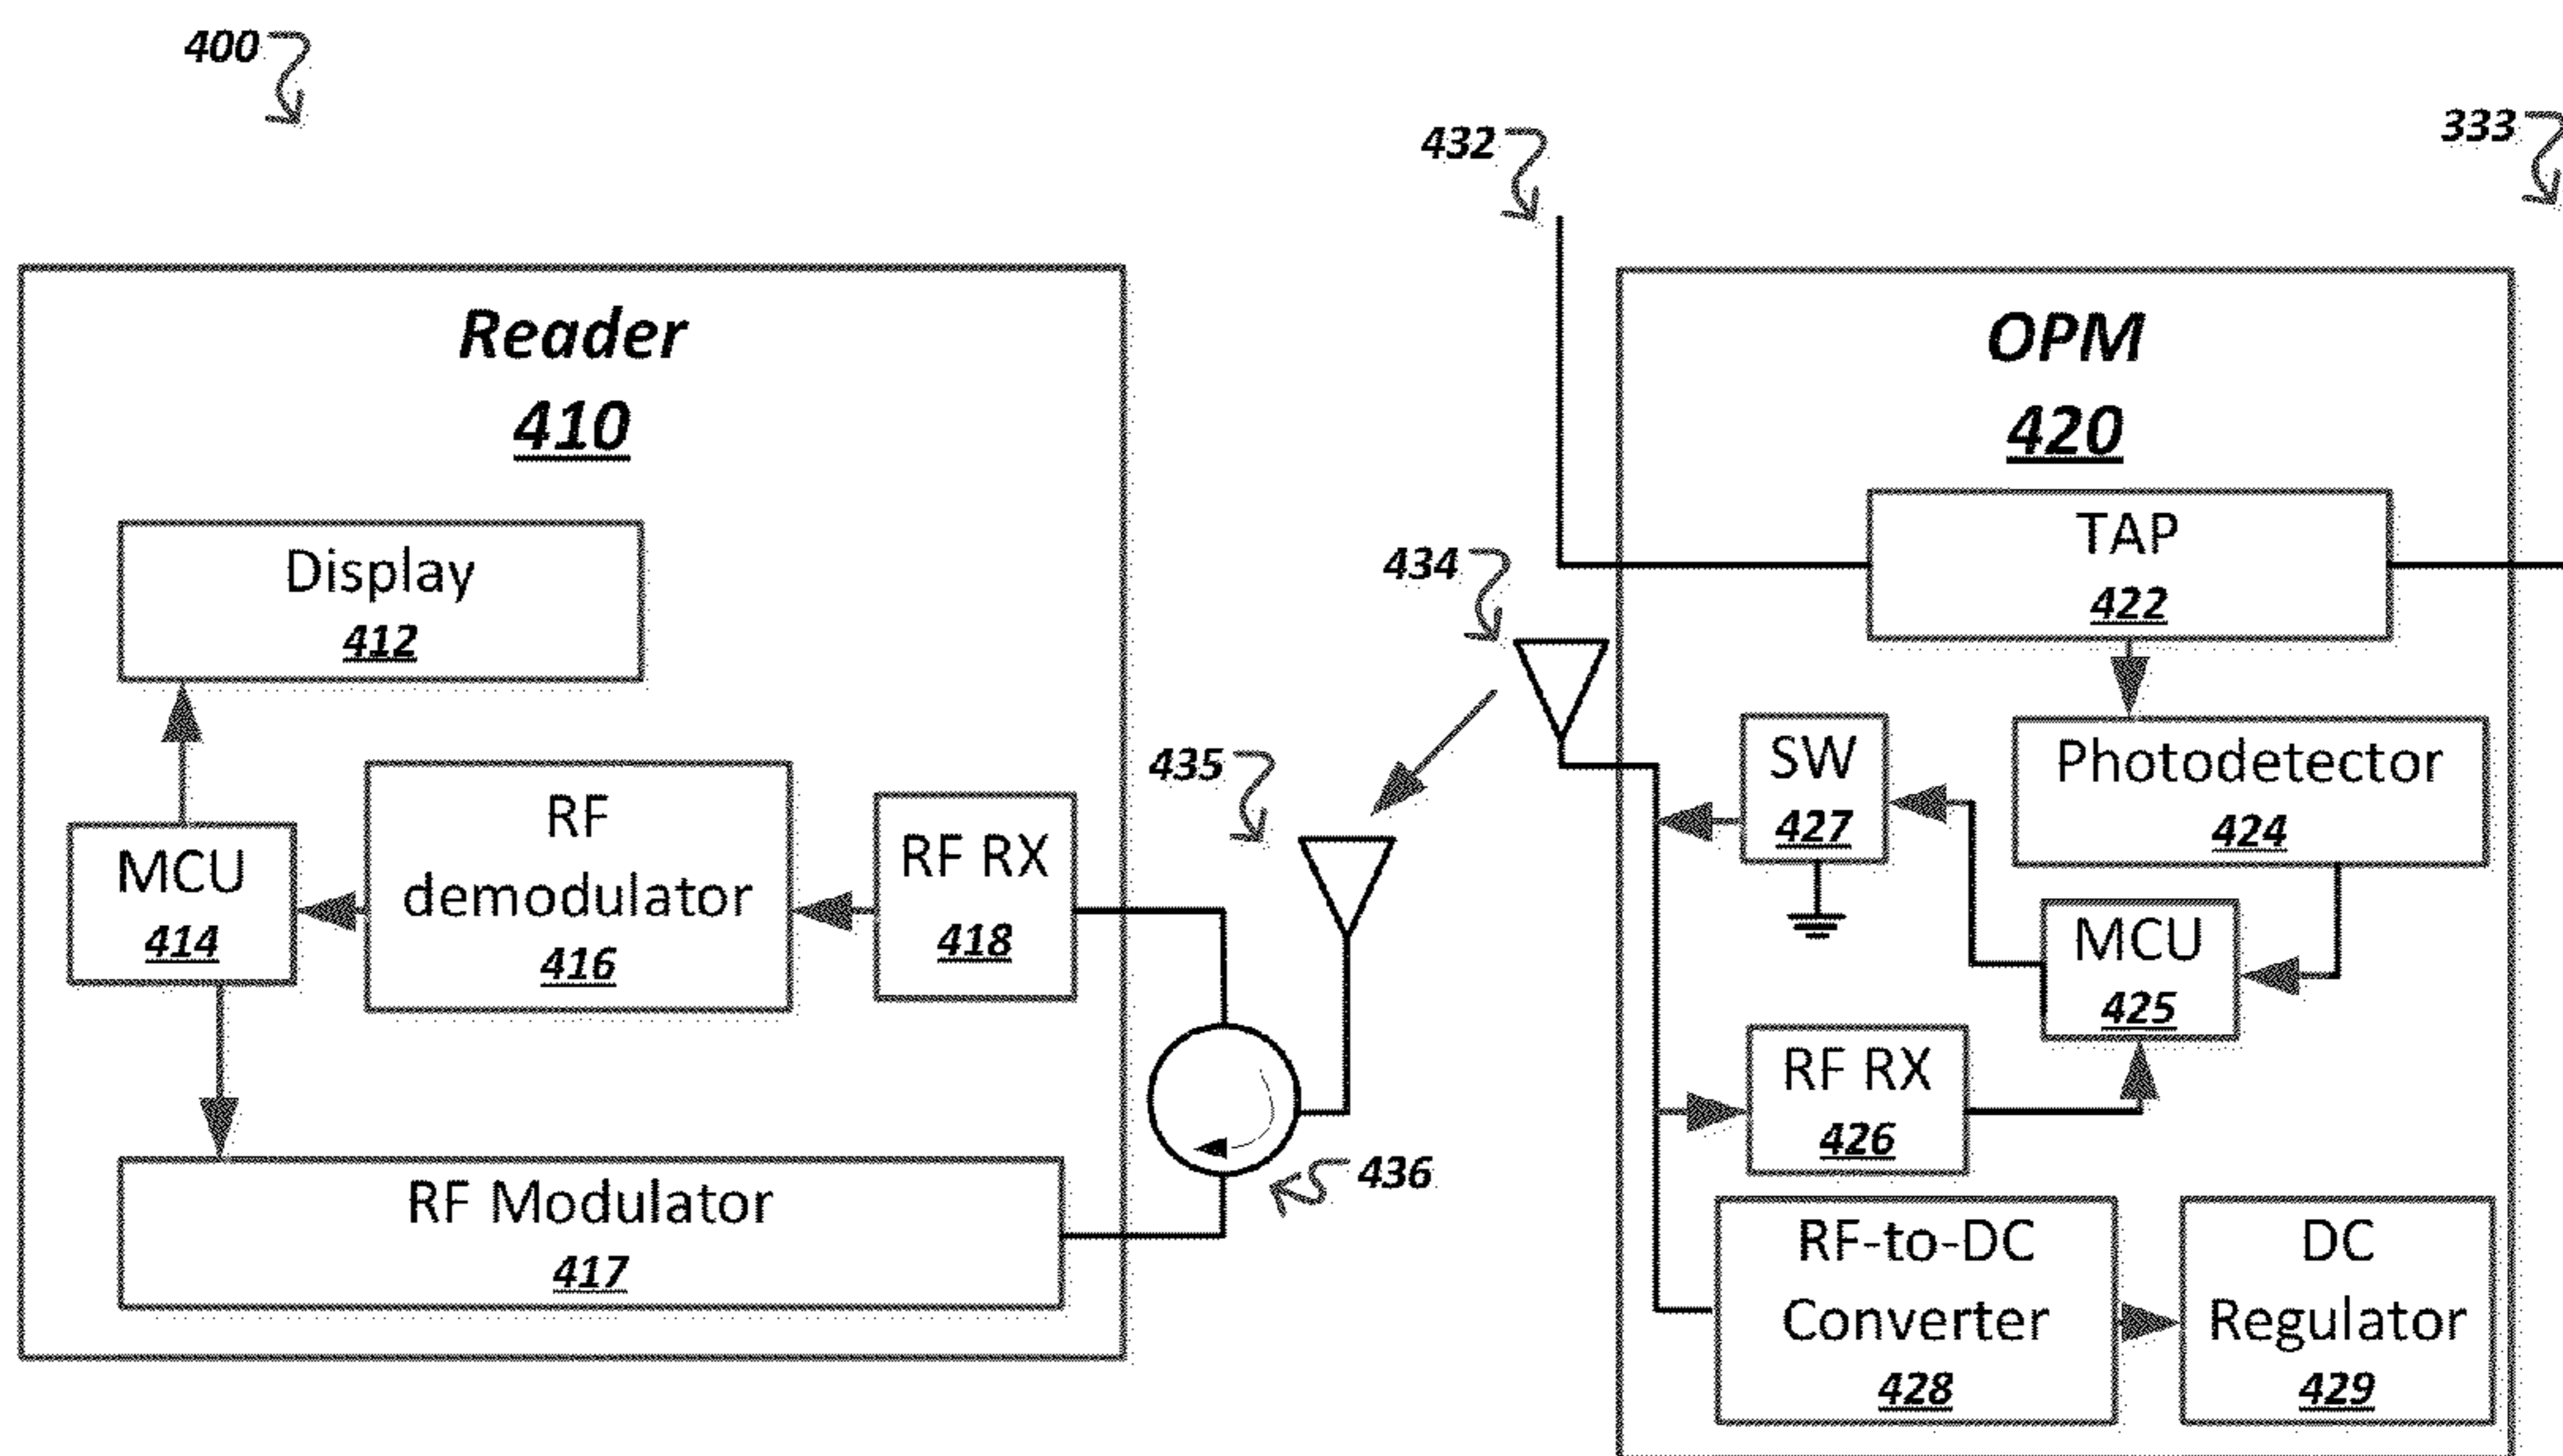 400
432
333
Reader
410
OPM
420
Display
412
TAP
422
434
435
SW
427
Photodetector
424
MCU
414
RF
demodulator
416
RF RX
418
MCU
425
RF RX
426
436
RF Modulator
417
RF-to-DC
Converter
428
DC
Regulator
429